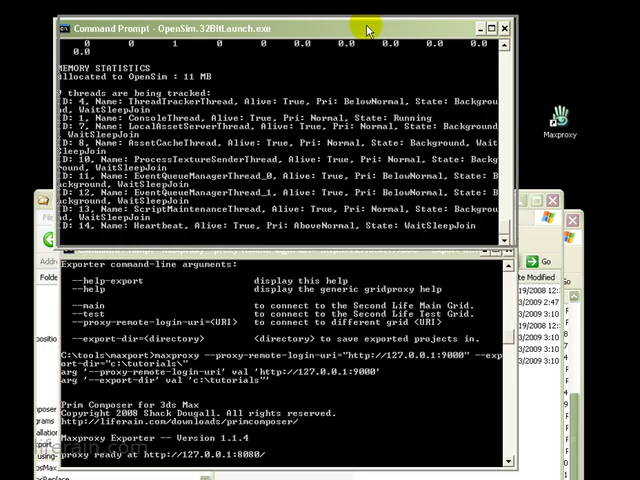 Command Prompt - OpenSim.32BitLaunch.exe
0 0 1 0 0 0.0 0.0 0.0 0.0
0.0
MEMORY STATISTICS
allocated to OpenSim : 11 MB
9 threads are being tracked:
ID: 4, Name: ThreadTrackerThread, Alive: True, Pri: BelowNormal, State: Backgrou
nd, WaitSleepJoin
ID: 1, Name: ConsoleThread, Alive: True, Pri: Normal, State: Running
ID: 7, Name: LocalAssetServerThread, Alive: True, Pri: Normal, State: Background
, WaitSleepJoin
ID: 8, Name: AssetCacheThread, Alive: True, Pri: Normal, State: Background, Wait
SleepJoin
ID: 10, Name: ProcessTextureSenderThread, Alive: True, Pri: Normal, State: Backg
round, WaitSleepJoin
ID: 11, Name: EventQueueManagerThread_0, Alive: True, Pri: BelowNormal, State: B
ackground, WaitSleepJoin
ID: 12, Name: EventQueueManagerThread_1, Alive: True, Pri: BelowNormal, State: B
ackground, WaitSleepJoin
ID: 13, Name: ScriptMaintenanceThread, Alive: True, Pri: Normal, State: Backgrou
nd, WaitSleepJoin
ID: 14, Name: Heartbeat, Alive: True, Pri: AboveNormal, State: WaitSleepJoin
Maxproxy
Go
Folde
te Modified
Exporter command-line arguments:
--help-export display this help
--help display the generic gridproxy help
--main to connect to the Second Life Main Grid.
--test to connect to the Second Life Test Grid.
--proxy-remote-login-uri=<URI> to connect to different grid <URI>
--export-dir=<directory> <directory> to save exported projects in.
C:\tools\maxport>maxproxy --proxy-remote-login-uri="http://127.0.0.1:9000" --exp
ort-dir="c:\tutorials\"
arg '--proxy-remote-login-uri' val 'http://127.0.0.1:9000'
arg '--export-dir' val 'c:\tutorials"'
Prim Composer for 3ds Max
Copyright 2008 Shack Dougall. All rights reserved.
http://liferain.com/downloads/primcomposer/
Maxproxy Exporter -- Version 1.1.4
proxy ready at http://127.0.0.1:8080/
liferain.com